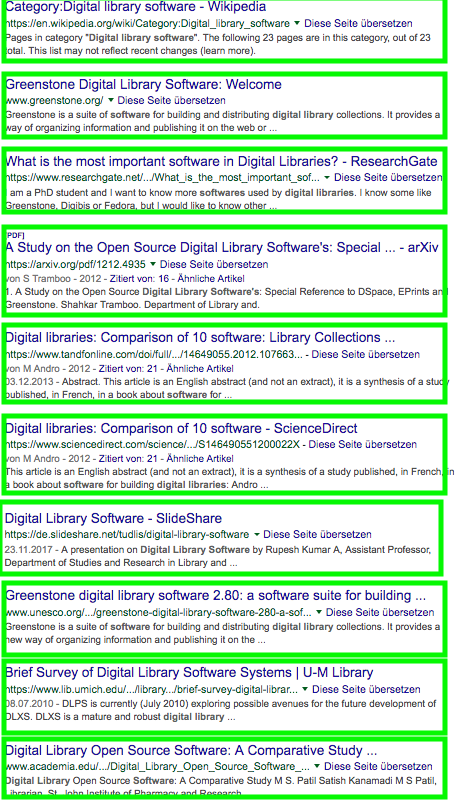 Category:Digital library software - Wikipedia
https://en.wikipedia.org/wiki/Category:Digital_library_software ▼ Diese Seite übersetzen
Pages in category "Digital library software". The following 23 pages are in this category, out of 23
total. This list may not reflect recent changes (learn more).
Greenstone Digital Library Software: Welcome
www.greenstone.org/ ▼ Diese Seite übersetzen
Greenstone is a suite of software for building and distributing digital library collections. It provides a
way of organizing information and publishing it on the web or ...
What is the most important software in Digital Libraries? - ResearchGate
https://www.researchgate.net/.../What_is_the_most_important_sof... ▼ Diese Seite übersetzen
I am a PhD student and I want to know more softwares used by digital libraries. I know some like
Greenstone, Digibis or Fedora, but I would like to know other ...
[PDF]
A Study on the Open Source Digital Library Software's: Special ... - arXiv
https://arxiv.org/pdf/1212.4935 ▼ Diese Seite übersetzen
von S Tramboo - 2012 - Zitiert von: 16 - Ähnliche Artikel
1. A Study on the Open Source Digital Library Software's: Special Reference to DSpace, EPrints and
Greenstone. Shahkar Tramboo. Department of Library and.
Digital libraries: Comparison of 10 software: Library Collections ...
https://www.tandfonline.com/doi/full/.../14649055.2012.107663... - Diese Seite übersetzen
von M Andro - 2012 - Zitiert von: 21 - Ähnliche Artikel
03.12.2013 - Abstract. This article is an English abstract (and not an extract), it is a synthesis of a study
published, in French, in a book about software for ...
Digital libraries: Comparison of 10 software - ScienceDirect
https://www.sciencedirect.com/science/.../S146490551200022X - Diese Seite übersetzen
von M Andro - 2012 - Zitiert von: 21 - Ähnliche Artikel
This article is an English abstract (and not an extract), it is a synthesis of a study published, in French, in
a book about software for building digital libraries: Andro ...
Digital Library Software - SlideShare
https://de.slideshare.net/tudlis/digital-library-software ▼ Diese Seite übersetzen
23.11.2017 - A presentation on Digital Library Software by Rupesh Kumar A, Assistant Professor,
Department of Studies and Research in Library and ...
Greenstone digital library software 2.80: a software suite for building ...
www.unesco.org/.../greenstone-digital-library-software-280-a-sof... ▼ Diese Seite übersetzen
Greenstone is a suite of software for building and distributing digital library collections. It provides a
new way of organizing information and publishing it on the ...
Brief Survey of Digital Library Software Systems | U-M Library
https://www.lib.umich.edu/.../library.../brief-survey-digital-librar... ▼ Diese Seite übersetzen
08.07.2010 - DLPS is currently (July 2010) exploring possible avenues for the future development of
DLXS. DLXS is a mature and robust digital library ...
Digital Library Open Source Software: A Comparative Study ...
www.academia.edu/.../Digital_Library_Open_Source_Software_... ▼ Diese Seite übersetzen
Digital Library Open Source Software: A Comparative Study M S. Patil Satish Kanamadi M S Patil,
Librarian, St. John Institute of Pharmacy and Research